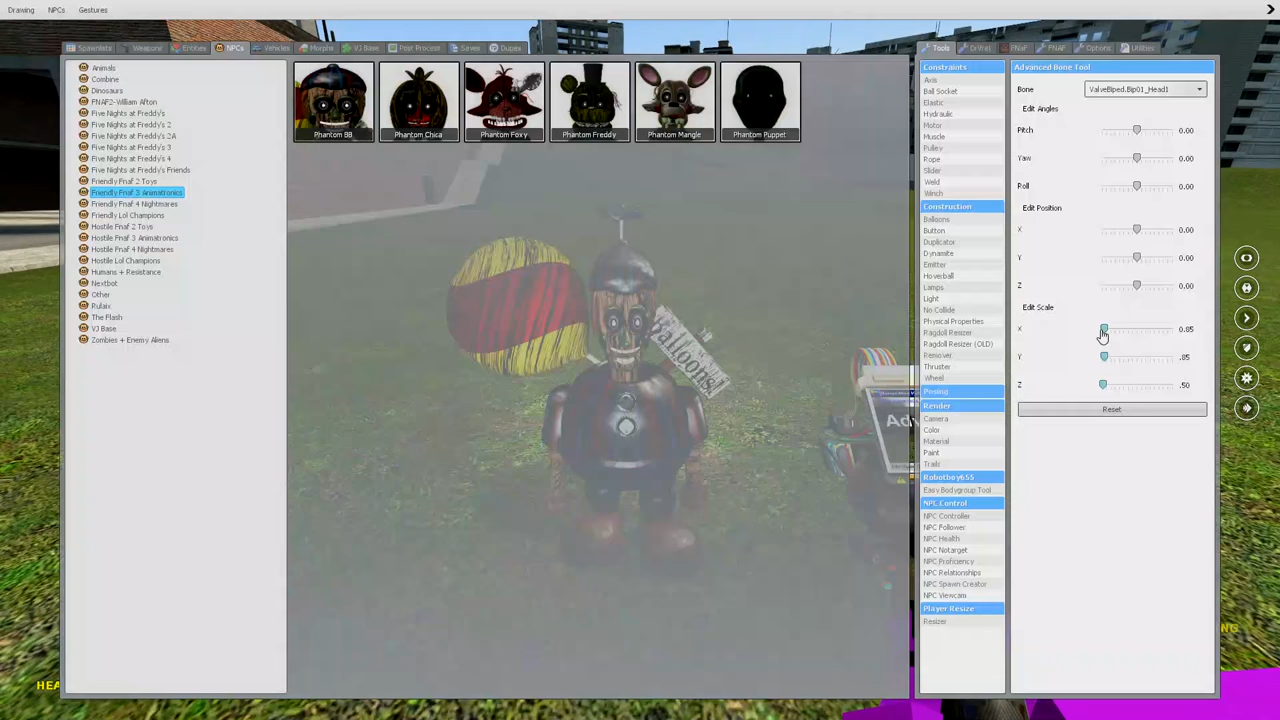 Drawing NPCs Gestures
Spawnlists Weapons Entities NPCs Vehicles Morphs VJ Base Post Process Saves Dupes
Tools DrVrej FNaF FNAF Options Utilities
Animals
Combine
Dinosaurs
FNAF2-William Afton
Five Nights at Freddy's
Five Nights at Freddy's 2
Five Nights at Freddy's 2A
Five Nights at Freddy's 3
Five Nights at Freddy's 4
Five Nights at Freddy's Friends
Friendly Fnaf 2 Toys
Friendly Fnaf 3 Animatronics
Friendly Fnaf 4 Nightmares
Friendly Lol Champions
Hostile Fnaf 2 Toys
Hostile Fnaf 3 Animatronics
Hostile Fnaf 4 Nightmares
Hostile Lol Champions
Humans + Resistance
Nextbot
Other
Rulaix
The Flash
VJ Base
Zombies + Enemy Aliens
Phantom BB
Phantom Chica
Phantom Foxy
Phantom Freddy
Phantom Mangle
Phantom Puppet
Balloons!
Adv
Constraints
Axis
Ball Socket
Elastic
Hydraulic
Motor
Muscle
Pulley
Rope
Slider
Weld
Winch
Construction
Balloons
Button
Duplicator
Dynamite
Emitter
Hoverball
Lamps
Light
No Collide
Physical Properties
Ragdoll Resizer
Ragdoll Resizer (OLD)
Remover
Thruster
Wheel
Posing
Render
Camera
Color
Material
Paint
Trails
Robotboy655
Easy Bodygroup Tool
NPC Control
NPC Controller
NPC Follower
NPC Health
NPC Notarget
NPC Proficiency
NPC Relationships
NPC Spawn Creator
NPC Viewcam
Player Resize
Resizer
Advanced Bone Tool
Bone ValveBiped.Bip01_Head1
Edit Angles
Pitch 0.00
Yaw 0.00
Roll 0.00
Edit Position
X 0.00
Y 0.00
Z 0.00
Edit Scale
X 0.85
Y .85
Z .50
Reset
HEA
NG